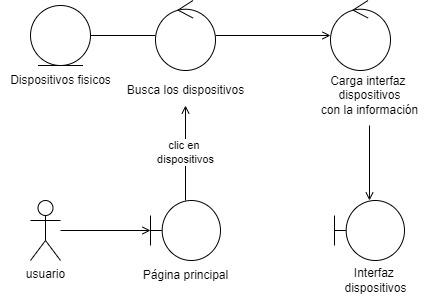 Dispositivos fisicos
Busca los dispositivos
Carga interfaz
dispositivos
con la información
clic en
dispositivos
usuario
Página principal
Interfaz
dispositivos